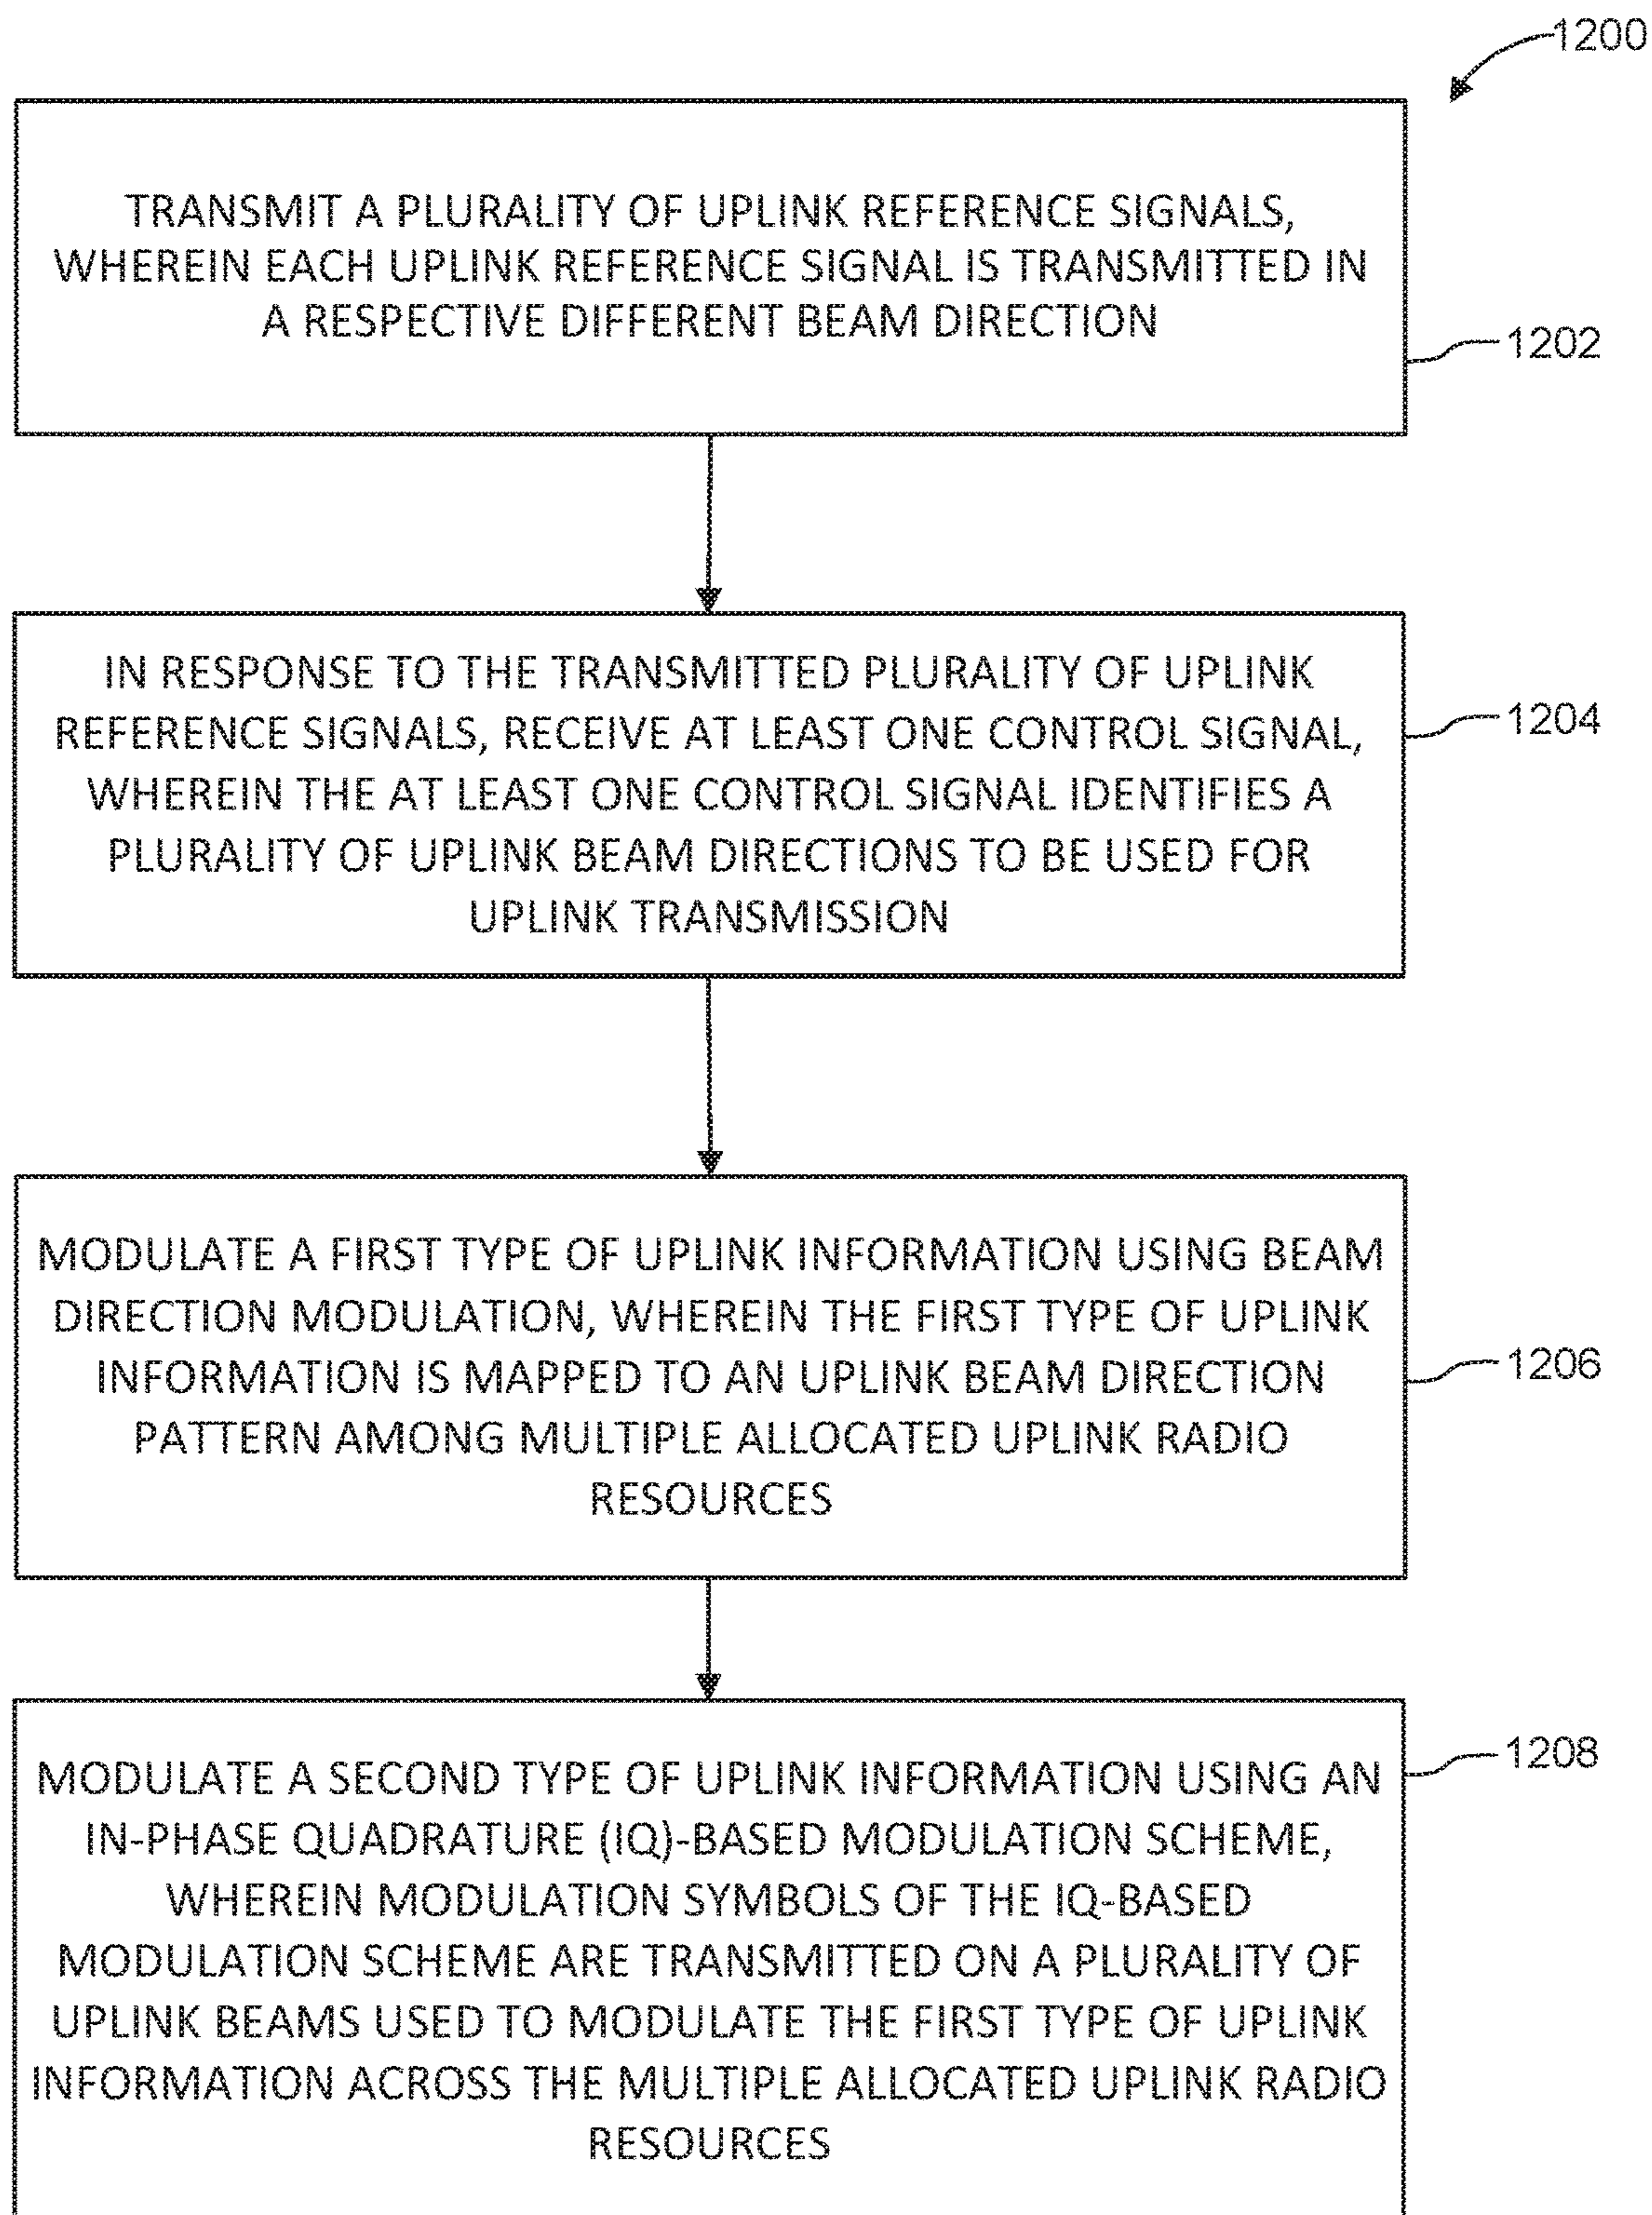 1200
TRANSMIT A PLURALITY OF UPLINK REFERENCE SIGNALS,
WHEREIN EACH UPLINK REFERENCE SIGNAL IS TRANSMITTED IN
A RESPECTIVE DIFFERENT BEAM DIRECTION
1202
IN RESPONSE TO THE TRANSMITTED PLURALITY OF UPLINK
REFERENCE SIGNALS, RECEIVE AT LEAST ONE CONTROL SIGNAL,
WHEREIN THE AT LEAST ONE CONTROL SIGNAL IDENTIFIES A
PLURALITY OF UPLINK BEAM DIRECTIONS TO BE USED FOR
UPLINK TRANSMISSION
1204
MODULATE A FIRST TYPE OF UPLINK INFORMATION USING BEAM
DIRECTION MODULATION, WHEREIN THE FIRST TYPE OF UPLINK
INFORMATION IS MAPPED TO AN UPLINK BEAM DIRECTION
PATTERN AMONG MULTIPLE ALLOCATED UPLINK RADIO
RESOURCES
1206
MODULATE A SECOND TYPE OF UPLINK INFORMATION USING AN
IN-PHASE QUADRATURE (IQ)-BASED MODULATION SCHEME,
WHEREIN MODULATION SYMBOLS OF THE IQ-BASED
MODULATION SCHEME ARE TRANSMITTED ON A PLURALITY OF
UPLINK BEAMS USED TO MODULATE THE FIRST TYPE OF UPLINK
INFORMATION ACROSS THE MULTIPLE ALLOCATED UPLINK RADIO
RESOURCES
1208